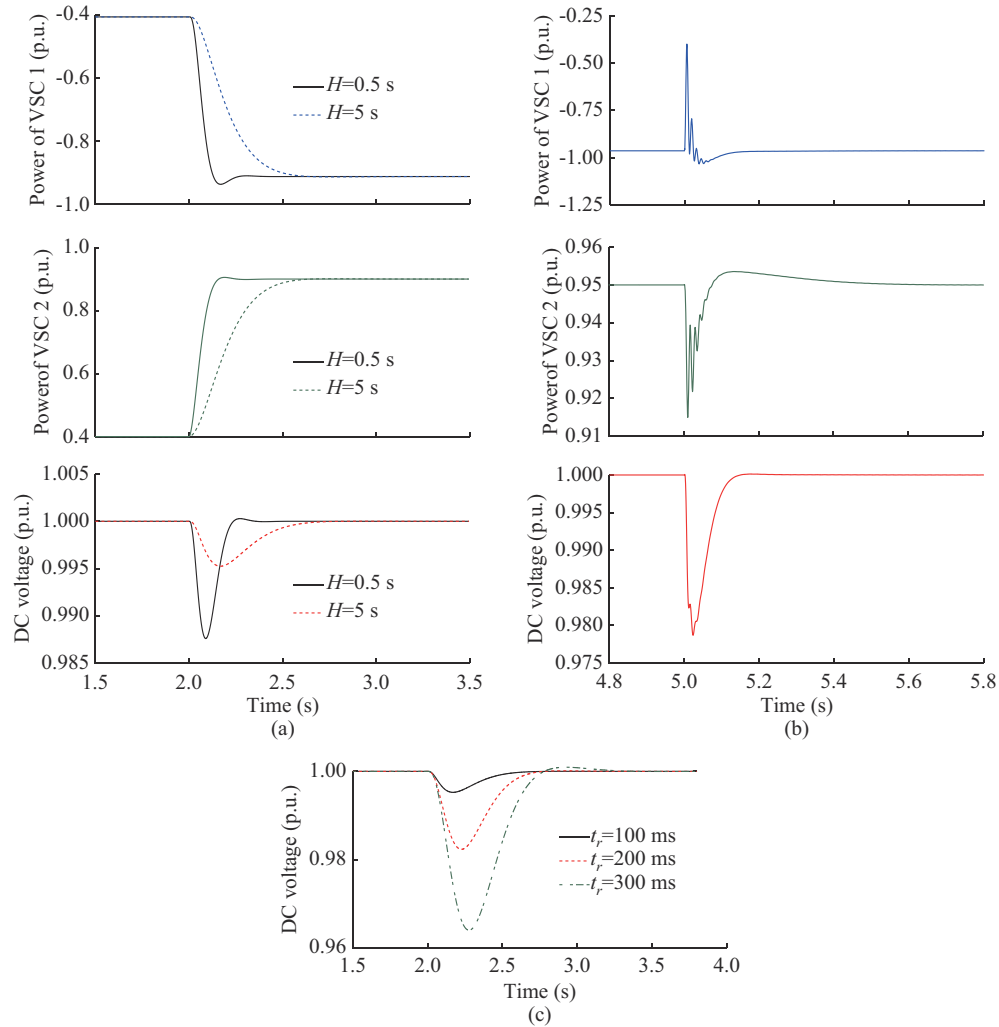 Power of VSC 1 (p.u.)
-0.4
-0.6
-0.8
-1.0
H=0.5 s
H=5 s
Powerof VSC 2 (p.u.)
1.0
0.8
0.6
0.4
H=0.5 s
H=5 s
DC voltage (p.u.)
1.005
1.000
0.995
0.990
0.985
H=0.5 s
H=5 s
1.5 2.0 2.5 3.0 3.5
Time (s)
(a)
Power of VSC 1 (p.u.)
-0.25
-0.50
-0.75
-1.00
-1.25
Power of VSC 2 (p.u.)
0.96
0.95
0.94
0.93
0.92
0.91
DC voltage (p.u.)
1.000
0.995
0.990
0.985
0.980
0.975
4.8 5.0 5.2 5.4 5.6 5.8
Time (s)
(b)
DC voltage (p.u.)
1.00
0.98
0.96
tr=100 ms
tr=200 ms
tr=300 ms
1.5 2.0 2.5 3.0 3.5 4.0
Time (s)
(c)